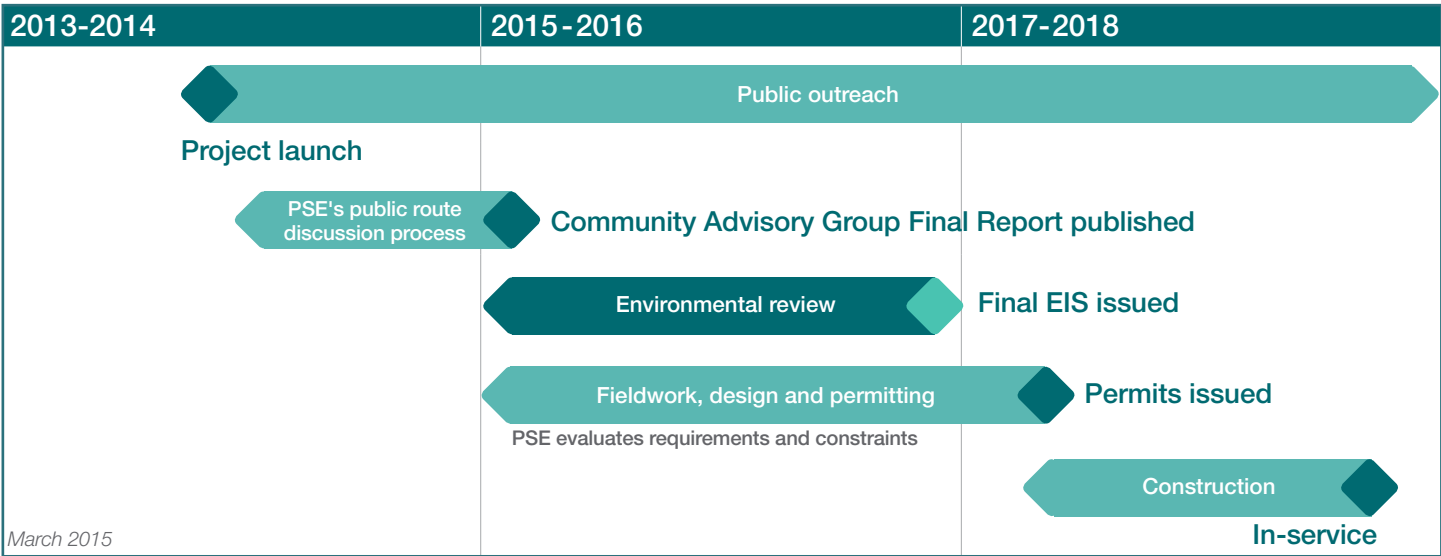 2013-2014
2015-2016
2017-2018
Public outreach
Project launch
PSE's public route
discussion process
Community Advisory Group Final Report published
Environmental review
Final EIS issued
Fieldwork, design and permitting
Permits issued
PSE evaluates requirements and constraints
Construction
In-service
March 2015